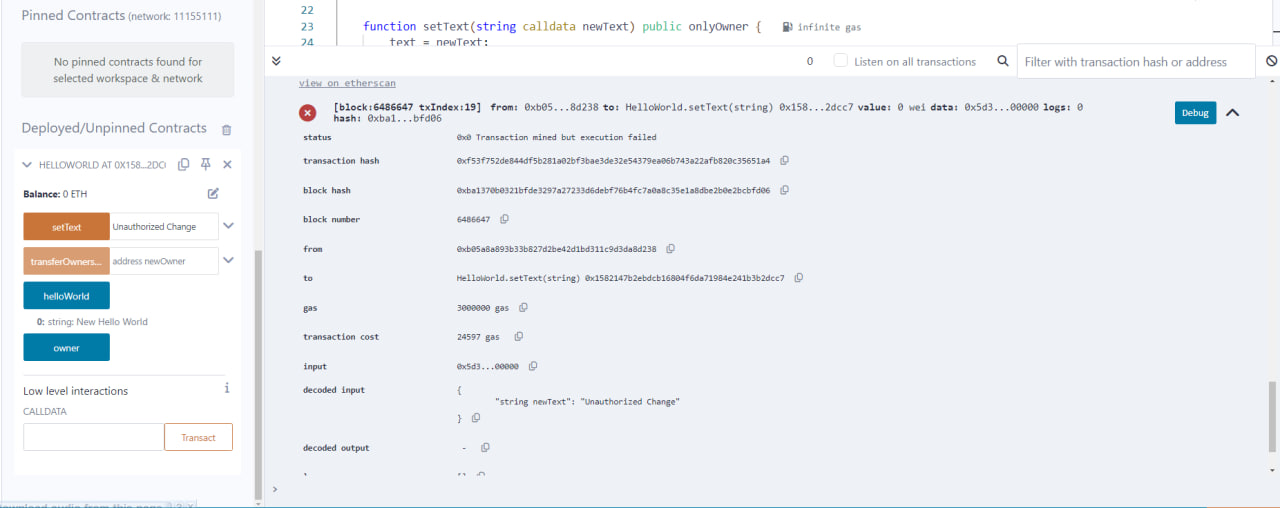 Pinned Contracts (network: 11155111)
No pinned contracts found for
selected workspace & network
Deployed/Unpinned Contracts
HELLOWORLD AT 0X158...2DC
Balance: 0 ETH
setText Unauthorized Change
transferOwners... address newOwner
helloWorld
0: string: New Hello World
owner
Low level interactions
CALLDATA
Transact
22
23 function setText(string calldata newText) public onlyOwner { infinite gas
24 text = newText;
0 Listen on all transactions Filter with transaction hash or address
view on etherscan
[block:6486647 txIndex:19] from: 0xb05...8d238 to: HelloWorld.setText(string) 0x158...2dcc7 value: 0 wei data: 0x5d3...00000 logs: 0
hash: 0xba1...bfd06
Debug
status 0x0 Transaction mined but execution failed
transaction hash 0xf53f752de844df5b281a02bf3bae3de32e54379ea06b743a22afb820c35651a4
block hash 0xba1370b0321bfde3297a27233d6debf76b4fc7a0a8c35e1a8dbe2b0e2bcbfd06
block number 6486647
from 0xb05a8a893b33b827d2be42d1bd311c9d3da8d238
to HelloWorld.setText(string) 0x1582147b2ebdcb16804f6da71984e241b3b2dcc7
gas 3000000 gas
transaction cost 24597 gas
input 0x5d3...00000
decoded input {
"string newText": "Unauthorized Change"
}
decoded output -
>